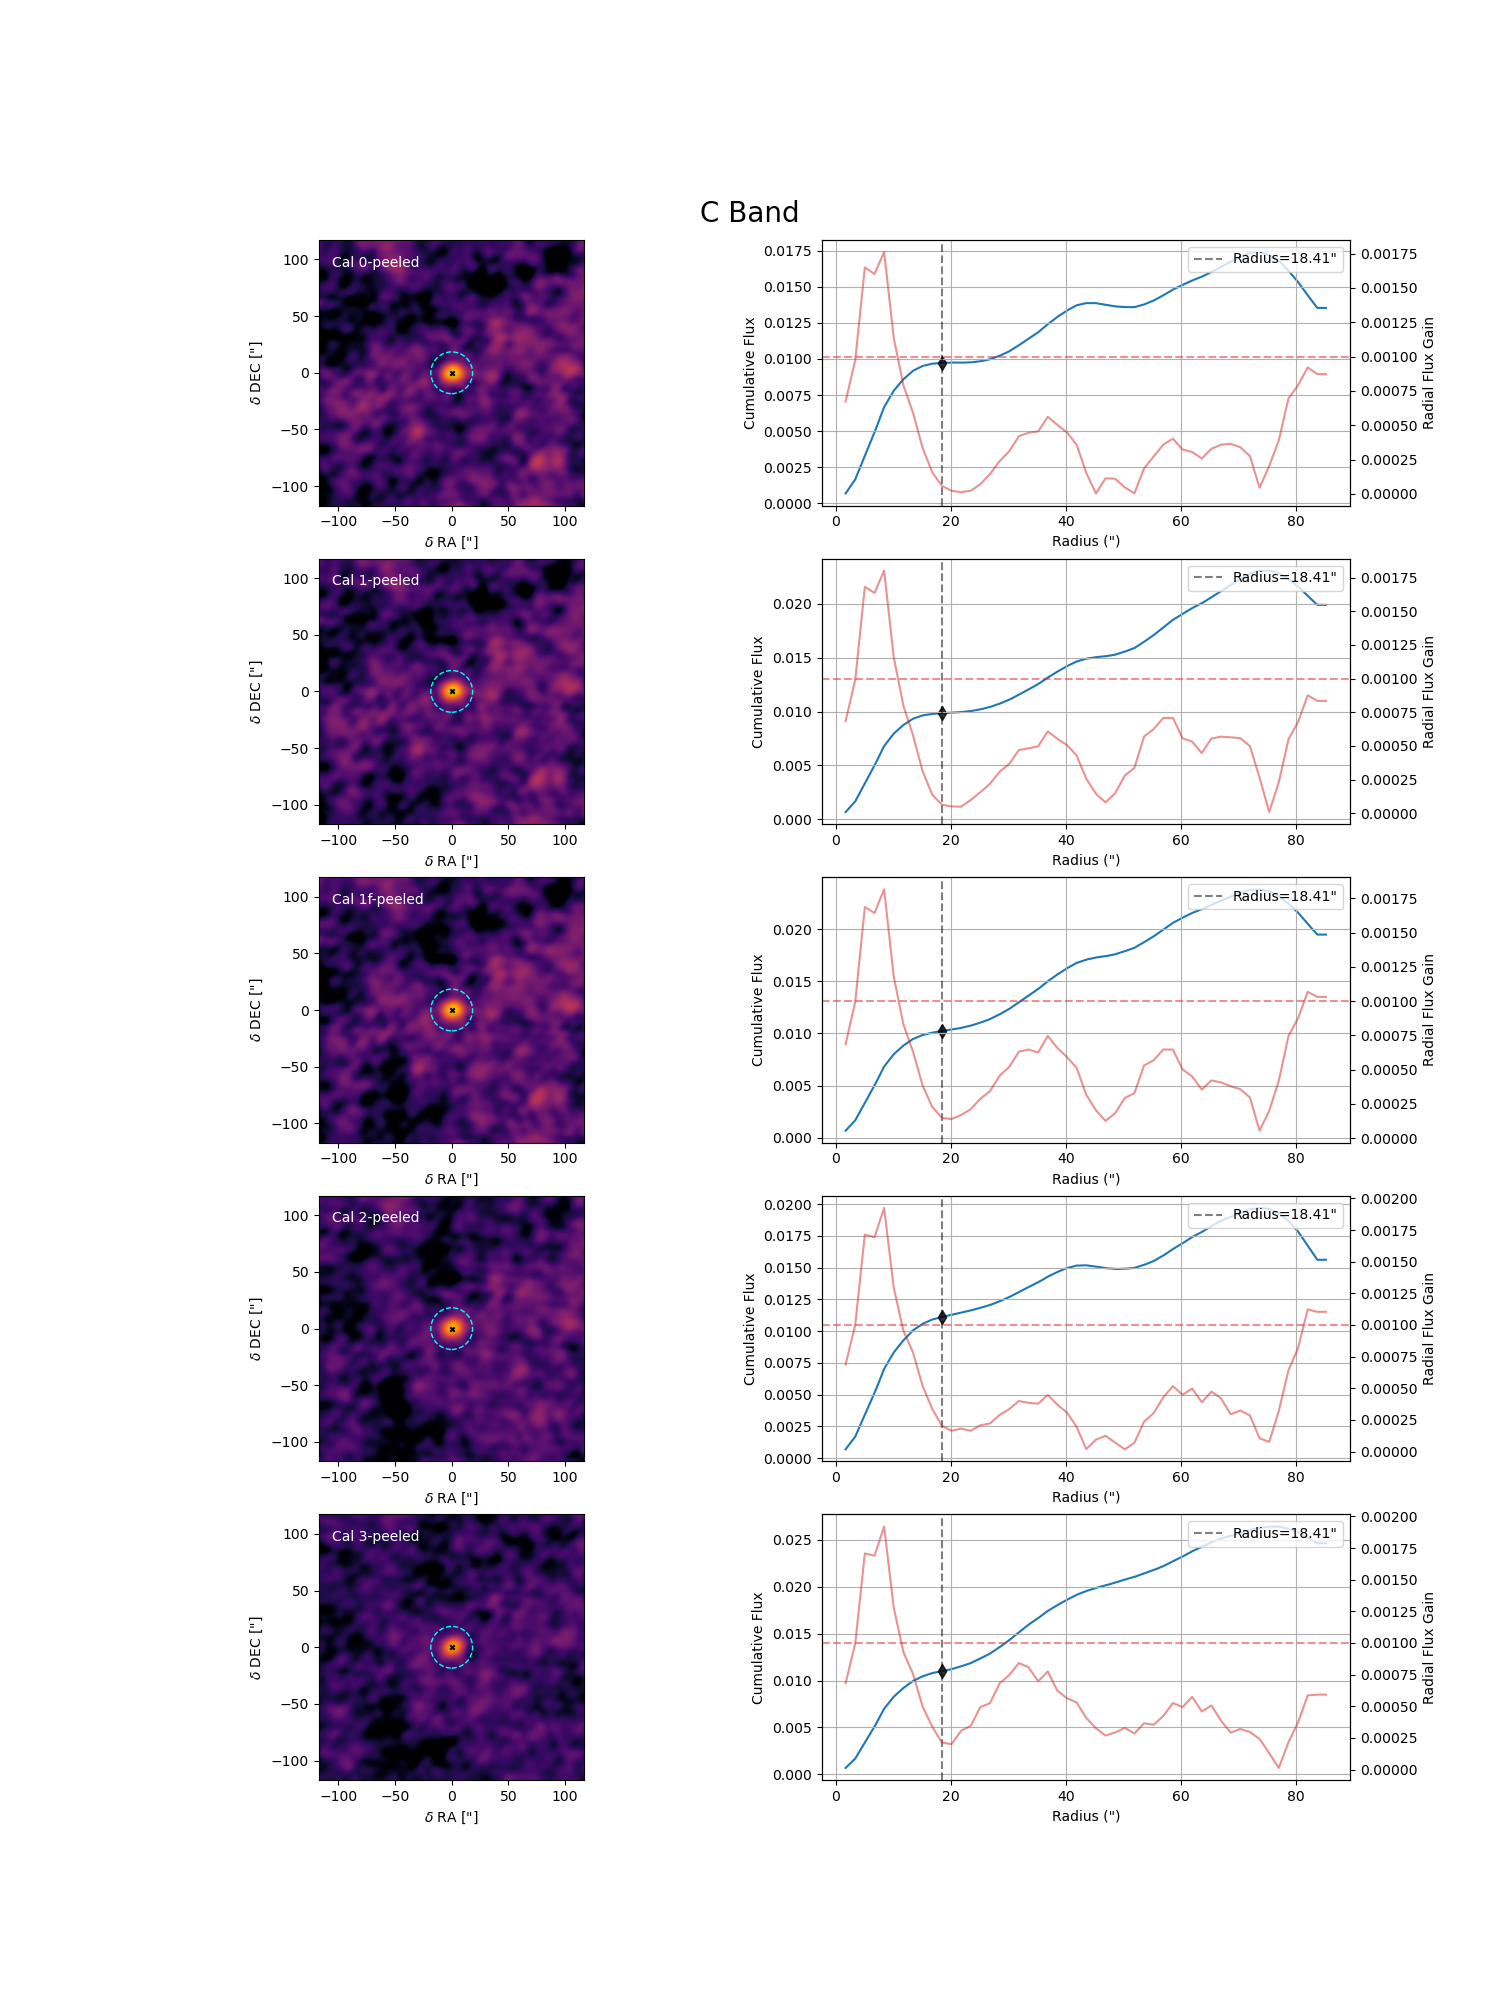 C Band
Cal 0-peeled
100
50
0
−50
−100
δ DEC ["]
−100 −50 0 50 100
δ RA ["]
Radius=18.41"
0.0175
0.0150
0.0125
0.0100
0.0075
0.0050
0.0025
0.0000
Cumulative Flux
0.00175
0.00150
0.00125
0.00100
0.00075
0.00050
0.00025
0.00000
Radial Flux Gain
0 20 40 60 80
Radius (")
Cal 1-peeled
100
50
0
−50
−100
δ DEC ["]
−100 −50 0 50 100
δ RA ["]
Radius=18.41"
0.020
0.015
0.010
0.005
0.000
Cumulative Flux
0.00175
0.00150
0.00125
0.00100
0.00075
0.00050
0.00025
0.00000
Radial Flux Gain
0 20 40 60 80
Radius (")
Cal 1f-peeled
100
50
0
−50
−100
δ DEC ["]
−100 −50 0 50 100
δ RA ["]
Radius=18.41"
0.020
0.015
0.010
0.005
0.000
Cumulative Flux
0.00175
0.00150
0.00125
0.00100
0.00075
0.00050
0.00025
0.00000
Radial Flux Gain
0 20 40 60 80
Radius (")
Cal 2-peeled
100
50
0
−50
−100
δ DEC ["]
−100 −50 0 50 100
δ RA ["]
Radius=18.41"
0.0200
0.0175
0.0150
0.0125
0.0100
0.0075
0.0050
0.0025
0.0000
Cumulative Flux
0.00200
0.00175
0.00150
0.00125
0.00100
0.00075
0.00050
0.00025
0.00000
Radial Flux Gain
0 20 40 60 80
Radius (")
Cal 3-peeled
100
50
0
−50
−100
δ DEC ["]
−100 −50 0 50 100
δ RA ["]
Radius=18.41"
0.025
0.020
0.015
0.010
0.005
0.000
Cumulative Flux
0.00200
0.00175
0.00150
0.00125
0.00100
0.00075
0.00050
0.00025
0.00000
Radial Flux Gain
0 20 40 60 80
Radius (")